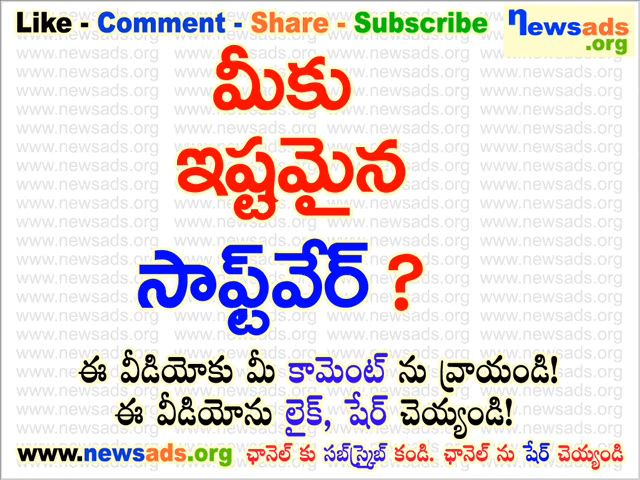 Like - Comment - Share - Subscribe
newsads
.org
మీకు
ఇష్టమైన
సాఫ్ట్‌వేర్ ?
ఈ వీడియోకు మీ కామెంట్ ను వ్రాయండి!
ఈ వీడియోను లైక్, షేర్ చెయ్యండి!
www.newsads.org ఛానెల్ కు సబ్‌స్క్రైబ్ కండి. ఛానెల్ ను షేర్ చెయ్యండి